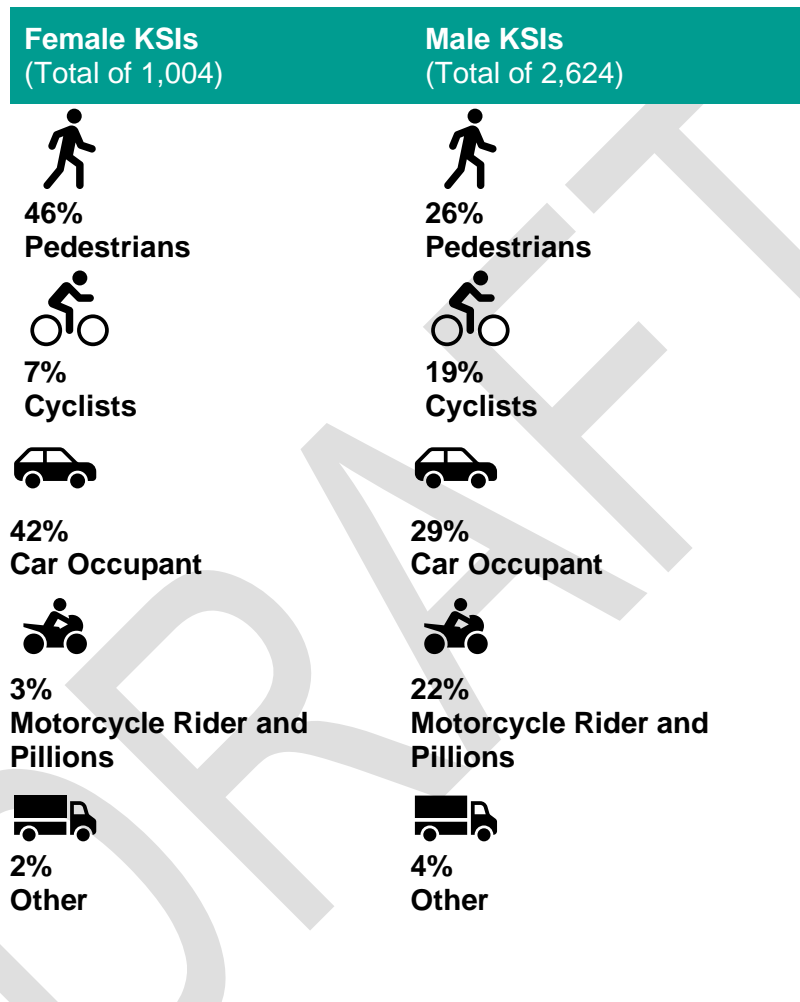 Female KSIs
(Total of 1,004)
46%
Pedestrians
7%
Cyclists
42%
Car Occupant
3%
Motorcycle Rider and
Pillions
2%
Other
Male KSIs
(Total of 2,624)
26%
Pedestrians
19%
Cyclists
29%
Car Occupant
22%
Motorcycle Rider and
Pillions
4%
Other
DRAFT